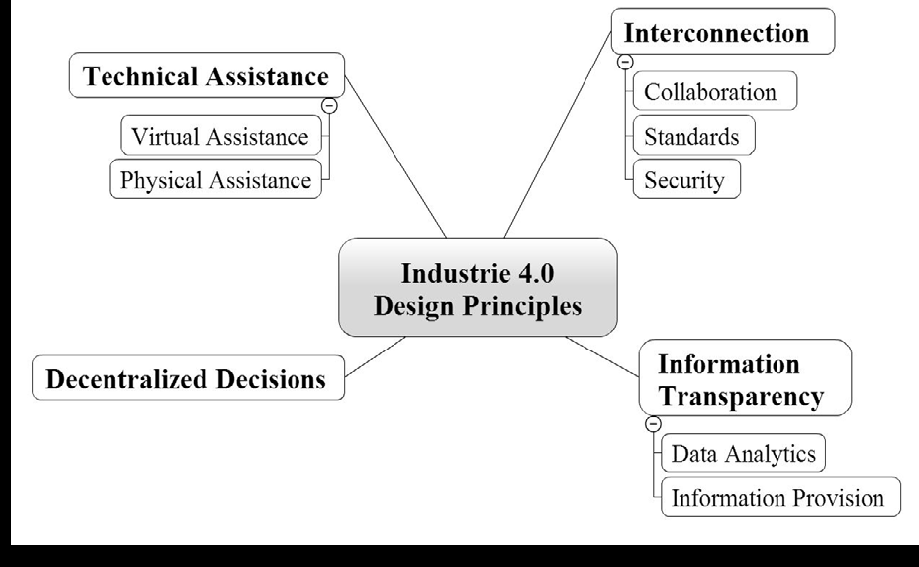 Interconnection
Collaboration
Standards
Security
Technical Assistance
Virtual Assistance
Physical Assistance
Industrie 4.0
Design Principles
Decentralized Decisions
Information
Transparency
Data Analytics
Information Provision